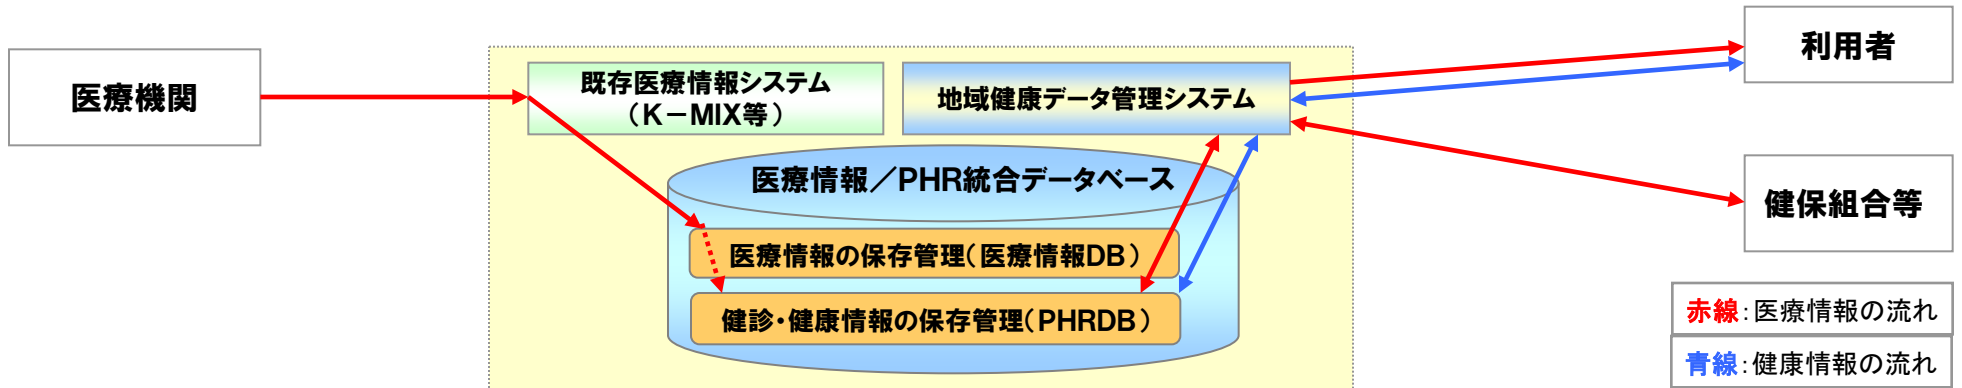 医療機関
既存医療情報システム
（K－MIX等）
地域健康データ管理システム
利用者
健保組合等
医療情報／PHR統合データベース
医療情報の保存管理（医療情報DB）
健診・健康情報の保存管理（PHRDB）
赤線：医療情報の流れ
青線：健康情報の流れ